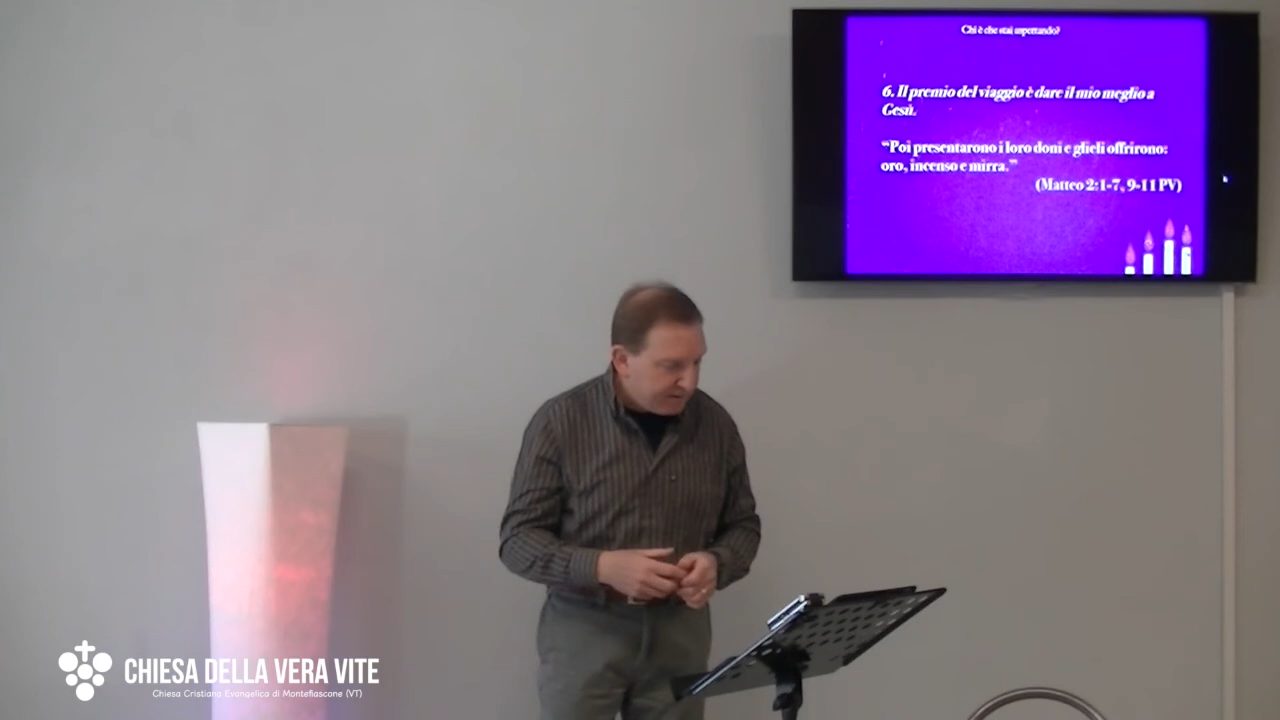 Chi è che stai aspettando?
6. Il premio del viaggio è dare il mio meglio a
Gesù.
“Poi presentarono i loro doni e glieli offrirono:
oro, incenso e mirra.”
(Matteo 2:1-7, 9-11 PV)
CHIESA DELLA VERA VITE
Chiesa Cristiana Evangelica di Montefiascone (VT)